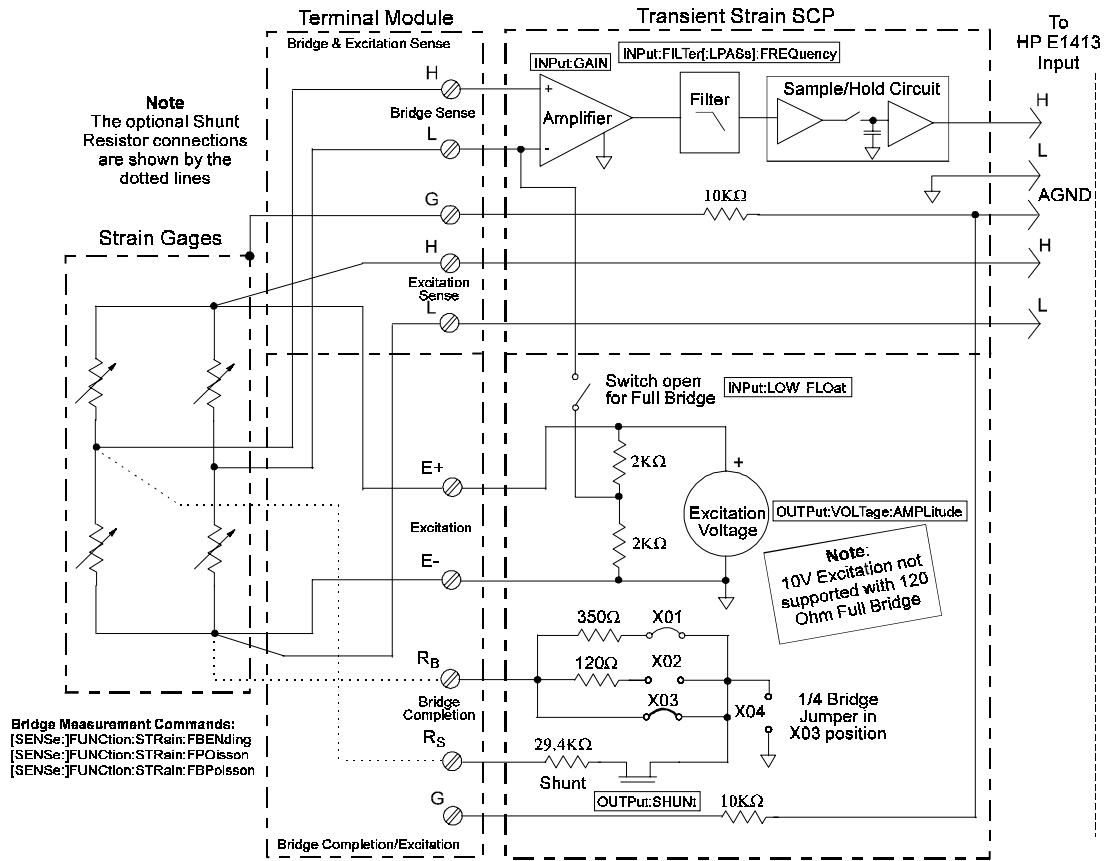 Terminal Module
Transient Strain SCP
To
HP E1413
Input
Bridge & Excitation Sense
INPut:GAIN
INPut:FILTer[:LPASs]:FREQuency
Note
The optional Shunt
Resistor connections
are shown by the
dotted lines
H
Bridge Sense
L
+
-
Amplifier
Filter
Sample/Hold Circuit
H
L
AGND
G
10KΩ
Strain Gages
H
Excitation
Sense
L
H
L
Switch open
for Full Bridge
INPut:LOW FLOat
E+
Excitation
E-
2KΩ
2KΩ
+
Excitation
Voltage
OUTPut:VOLTage:AMPLitude
Note:
10V Excitation not
supported with 120
Ohm Full Bridge
350Ω
X01
120Ω
X02
X03
X04
1/4 Bridge
Jumper in
X03 position
RB
Bridge
Completion
RS
29,4KΩ
Shunt
OUTPut:SHUNt
G
10KΩ
Bridge Measurement Commands:
[SENSe:]FUNCtion:STRain:FBENding
[SENSe:]FUNCtion:STRain:FPOisson
[SENSe:]FUNCtion:STRain:FBPoisson
Bridge Completion/Excitation